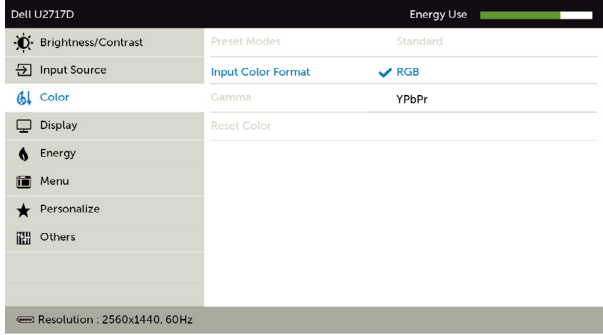 Dell U2717D Energy Use
Brightness/Contrast Preset Modes Standard
Input Source Input Color Format RGB
Color Gamma YPbPr
Display Reset Color
Energy
Menu
Personalize
Others
Resolution : 2560x1440, 60Hz